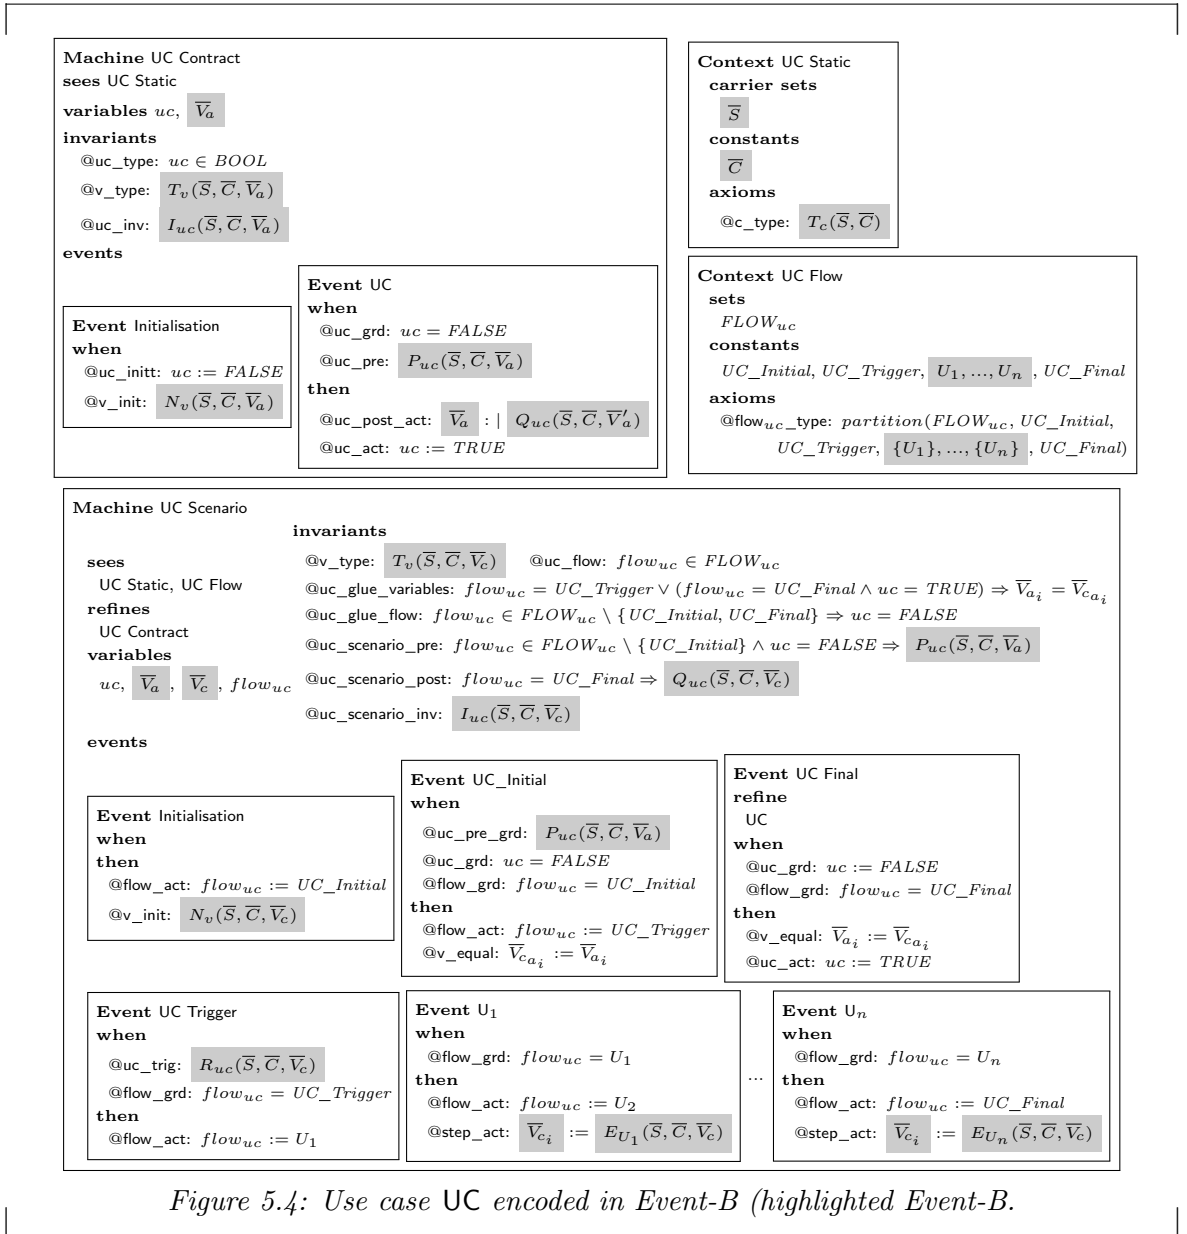 Machine UC Contract
sees UC Static
variables uc, V̅a
invariants
@uc_type: uc ∈ BOOL
@v_type: Tv(S̅, C̅, V̅a)
@uc_inv: Iuc(S̅, C̅, V̅a)
events
Event Initialisation
when
@uc_initt: uc := FALSE
@v_init: Nv(S̅, C̅, V̅a)
Event UC
when
@uc_grd: uc = FALSE
@uc_pre: Puc(S̅, C̅, V̅a)
then
@uc_post_act: V̅a :| Quc(S̅, C̅, V̅′a)
@uc_act: uc := TRUE
Context UC Static
carrier sets
S̅
constants
C̅
axioms
@c_type: Tc(S̅, C̅)
Context UC Flow
sets
FLOWuc
constants
UC_Initial, UC_Trigger, U1, ..., Un, UC_Final
axioms
@flowuc_type: partition(FLOWuc, UC_Initial,
UC_Trigger, {U1}, ..., {Un}, UC_Final)
Machine UC Scenario
sees
UC Static, UC Flow
refines
UC Contract
variables
uc, V̅a, V̅c, flowuc
invariants
@v_type: Tv(S̅, C̅, V̅c) @uc_flow: flowuc ∈ FLOWuc
@uc_glue_variables: flowuc = UC_Trigger ∨ (flowuc = UC_Final ∧ uc = TRUE) ⇒ V̅ai = V̅cai
@uc_glue_flow: flowuc ∈ FLOWuc \ {UC_Initial, UC_Final} ⇒ uc = FALSE
@uc_scenario_pre: flowuc ∈ FLOWuc \ {UC_Initial} ∧ uc = FALSE ⇒ Puc(S̅, C̅, V̅a)
@uc_scenario_post: flowuc = UC_Final ⇒ Quc(S̅, C̅, V̅c)
@uc_scenario_inv: Iuc(S̅, C̅, V̅c)
events
Event Initialisation
when
then
@flow_act: flowuc := UC_Initial
@v_init: Nv(S̅, C̅, V̅c)
Event UC_Initial
when
@uc_pre_grd: Puc(S̅, C̅, V̅a)
@uc_grd: uc = FALSE
@flow_grd: flowuc = UC_Initial
then
@flow_act: flowuc := UC_Trigger
@v_equal: V̅cai := V̅ai
Event UC Final
refine
UC
when
@uc_grd: uc := FALSE
@flow_grd: flowuc = UC_Final
then
@v_equal: V̅ai := V̅cai
@uc_act: uc := TRUE
Event UC Trigger
when
@uc_trig: Ruc(S̅, C̅, V̅c)
@flow_grd: flowuc = UC_Trigger
then
@flow_act: flowuc := U1
Event U1
when
@flow_grd: flowuc = U1
then
@flow_act: flowuc := U2
@step_act: V̅ci := EU1(S̅, C̅, V̅c)
...
Event Un
when
@flow_grd: flowuc = Un
then
@flow_act: flowuc := UC_Final
@step_act: V̅ci := EUn(S̅, C̅, V̅c)
Figure 5.4: Use case UC encoded in Event-B (highlighted Event-B.